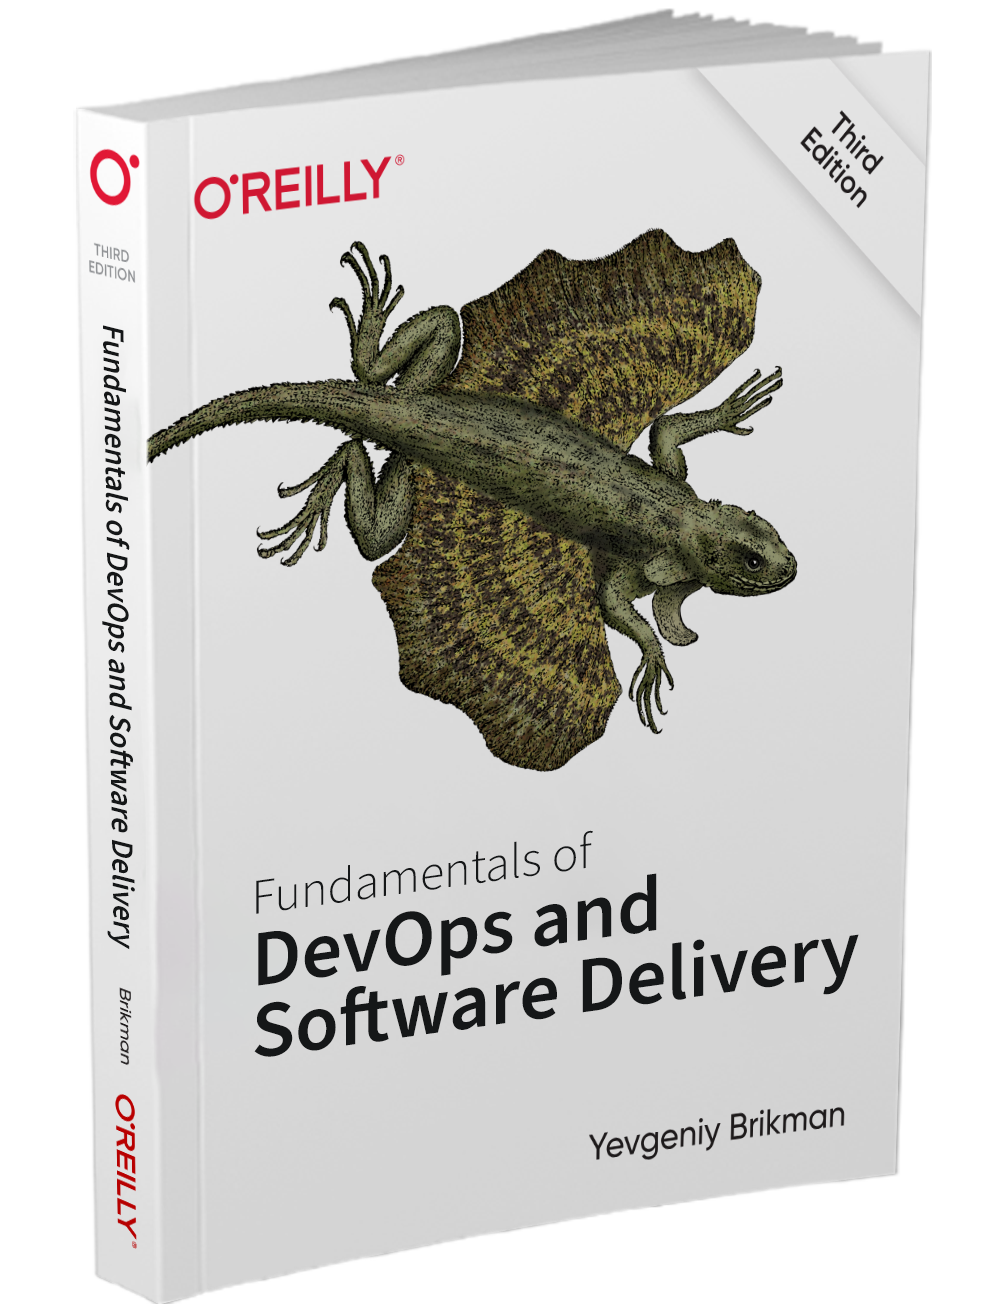 O'REILLY®
Third
Edition
Fundamentals of
DevOps and
Software Delivery
Yevgeniy Brikman
THIRD
EDITION
Fundamentals of DevOps and Software Delivery
Brikman
O'REILLY®